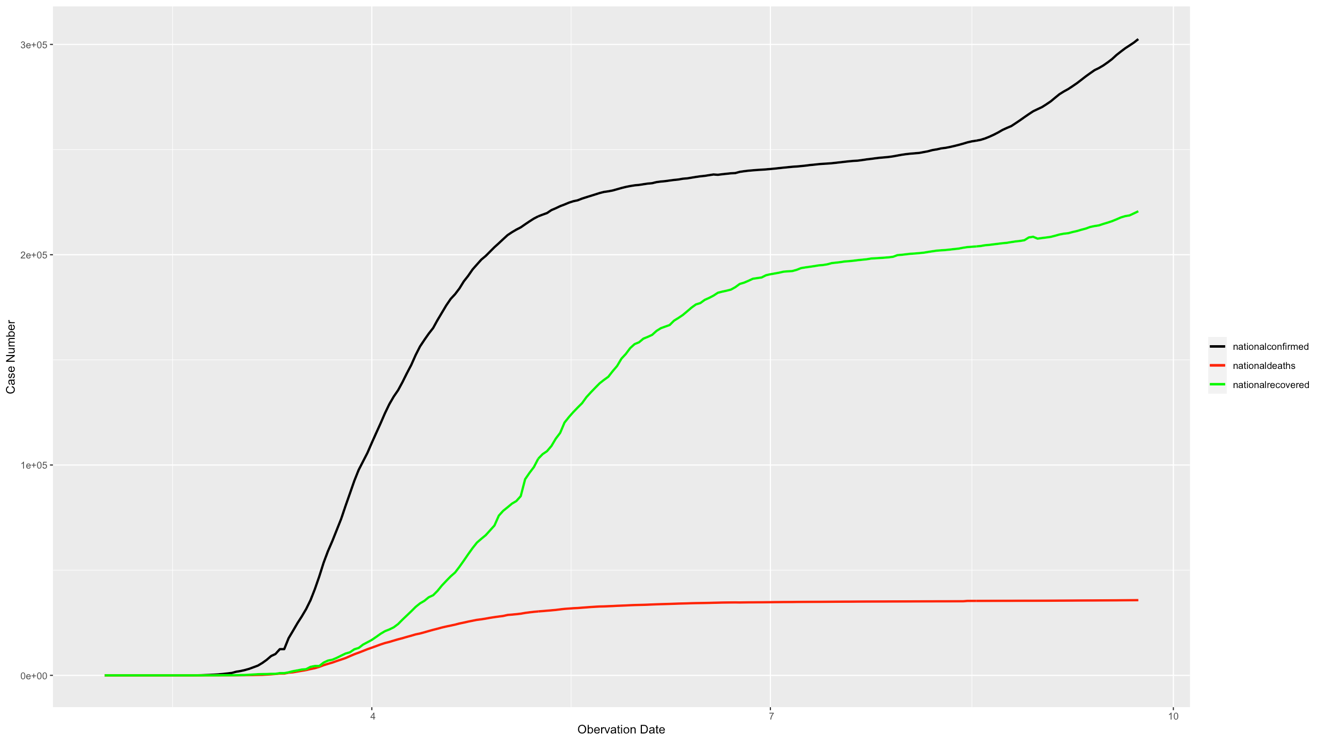 3e+05
2e+05
1e+05
0e+00
Case Number
4
7
10
Obervation Date
nationalconfirmed
nationaldeaths
nationalrecovered